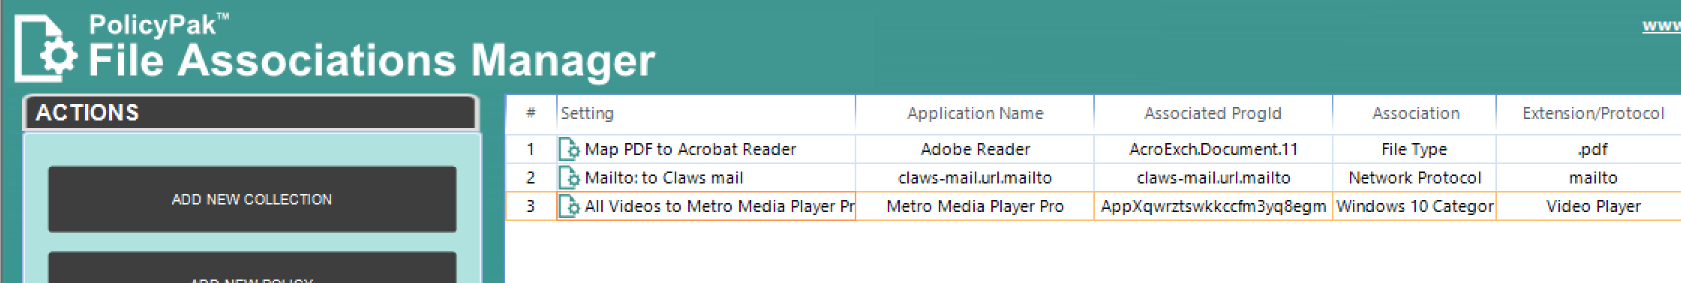 PolicyPak™
File Associations Manager
www
ACTIONS
ADD NEW COLLECTION
ADD NEW POLICY
# Setting Application Name Associated ProgId Association Extension/Protocol
1 Map PDF to Acrobat Reader Adobe Reader AcroExch.Document.11 File Type .pdf
2 Mailto: to Claws mail claws-mail.url.mailto claws-mail.url.mailto Network Protocol mailto
3 All Videos to Metro Media Player Pr Metro Media Player Pro AppXqwrztswkkccfm3yq8egm Windows 10 Categor Video Player